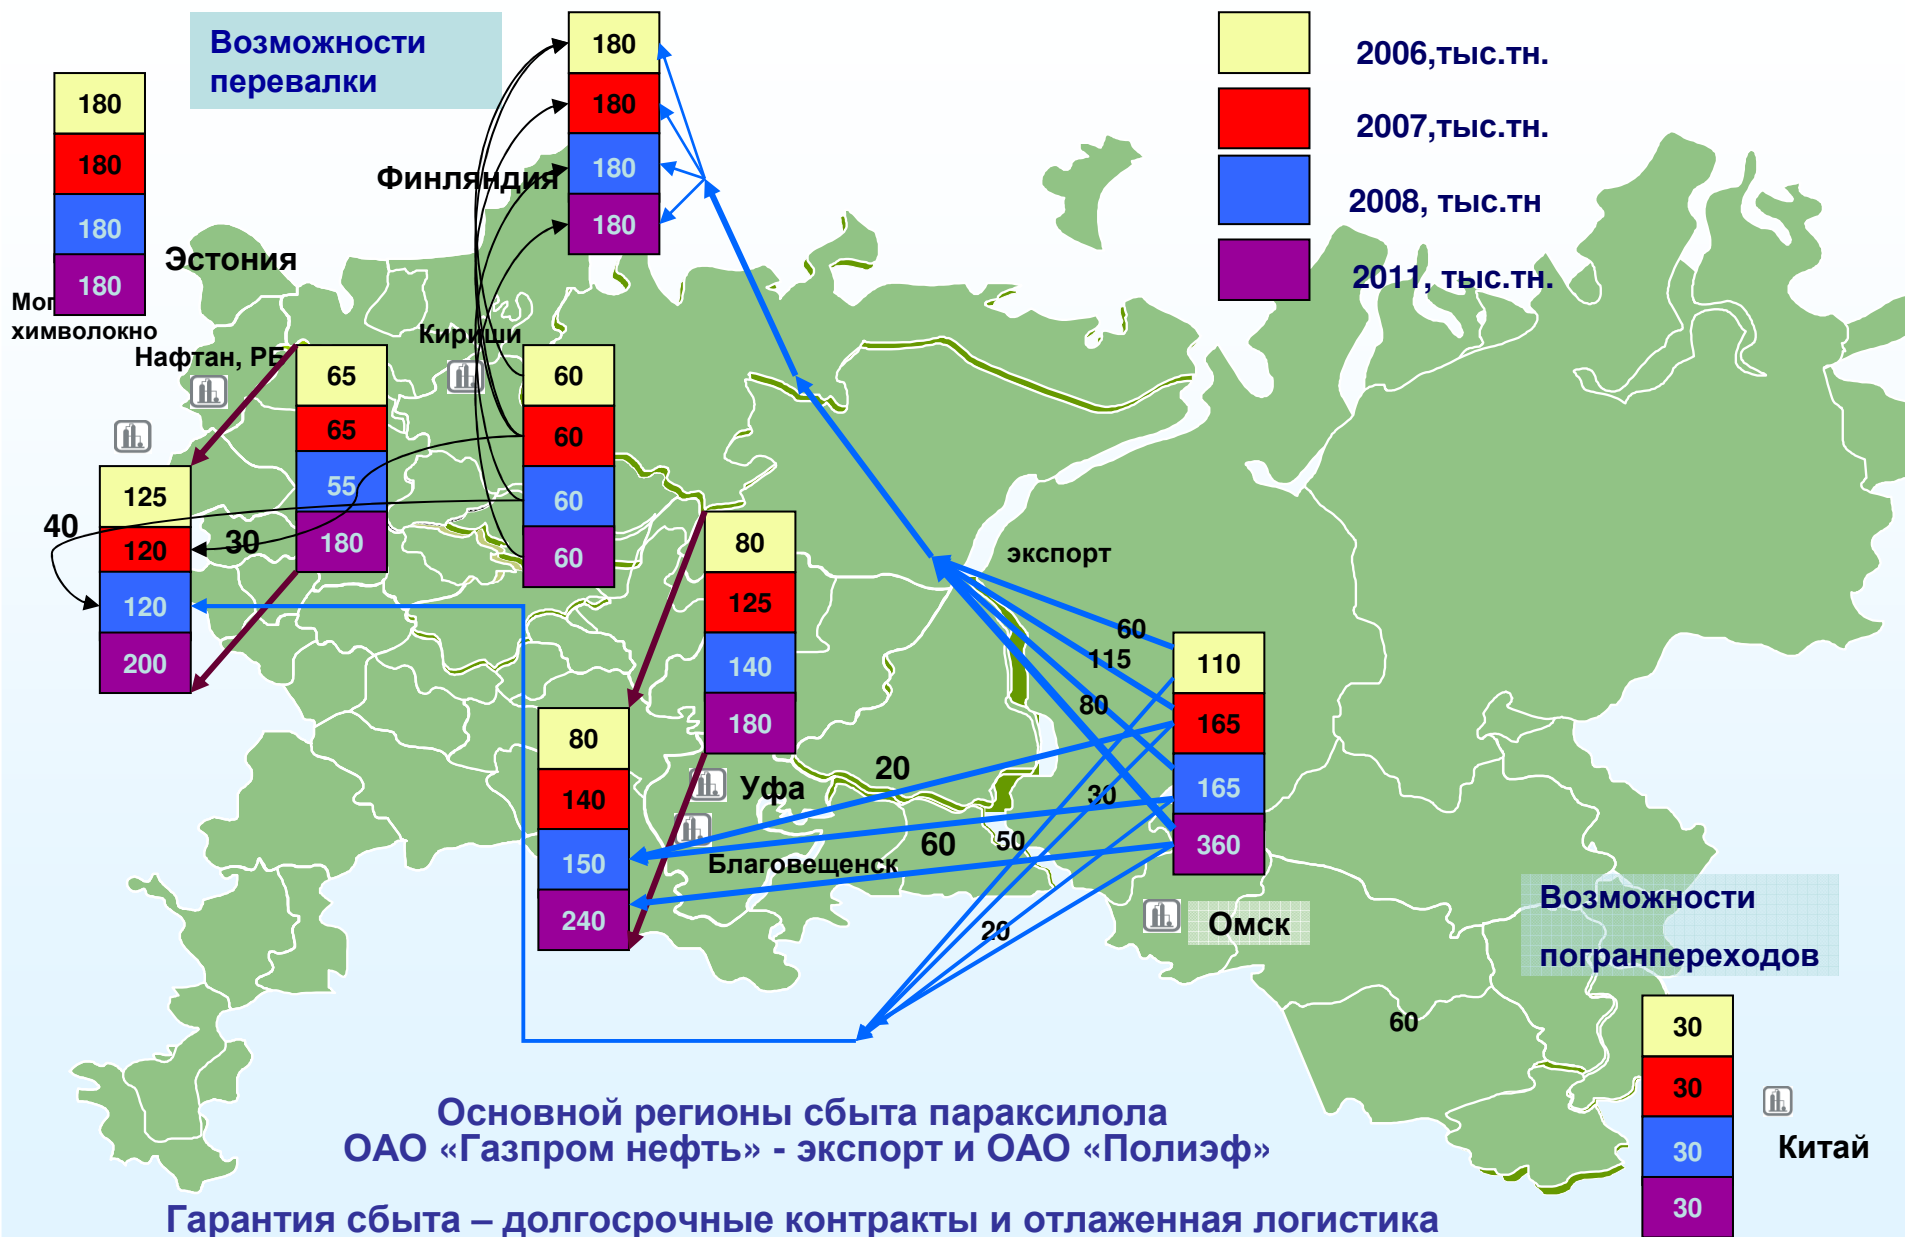 Возможности
перевалки
180
180
180
180
2006,тыс.тн.
2007,тыс.тн.
2008, тыс.тн
2011, тыс.тн.
180
180
180
180
Финляндия
Эстония
химволокно
Нафтан, РБ
Кириши
65
65
55
180
60
60
60
60
125
120
120
200
40
30
80
125
140
180
экспорт
60
115
80
30
50
20
110
165
165
360
80
140
150
240
20
60
Уфа
Благовещенск
Омск
Возможности
погранпереходов
60
30
30
30
30
Китай
Основной регионы сбыта параксилола
ОАО «Газпром нефть» - экспорт и ОАО «Полиэф»
Гарантия сбыта – долгосрочные контракты и отлаженная логистика